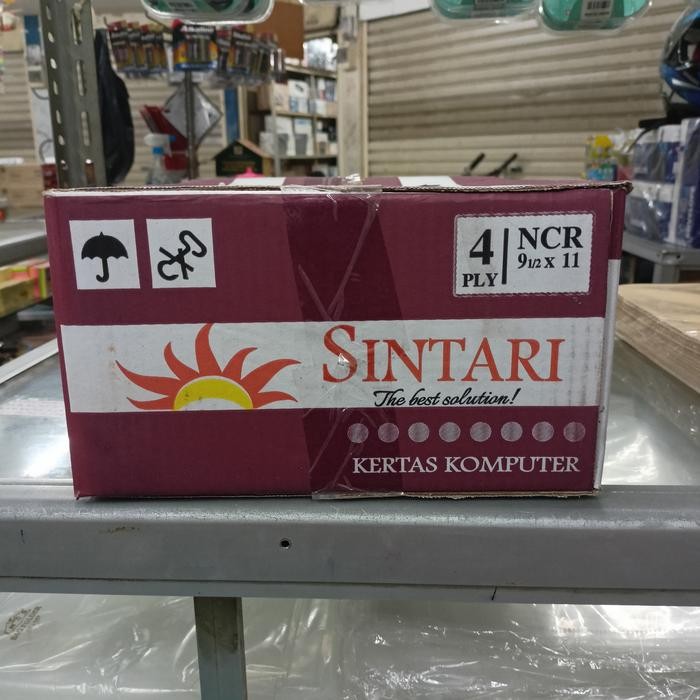 4 PLY
NCR
9 1/2 X 11
SINTARI
The best solution!
KERTAS KOMPUTER